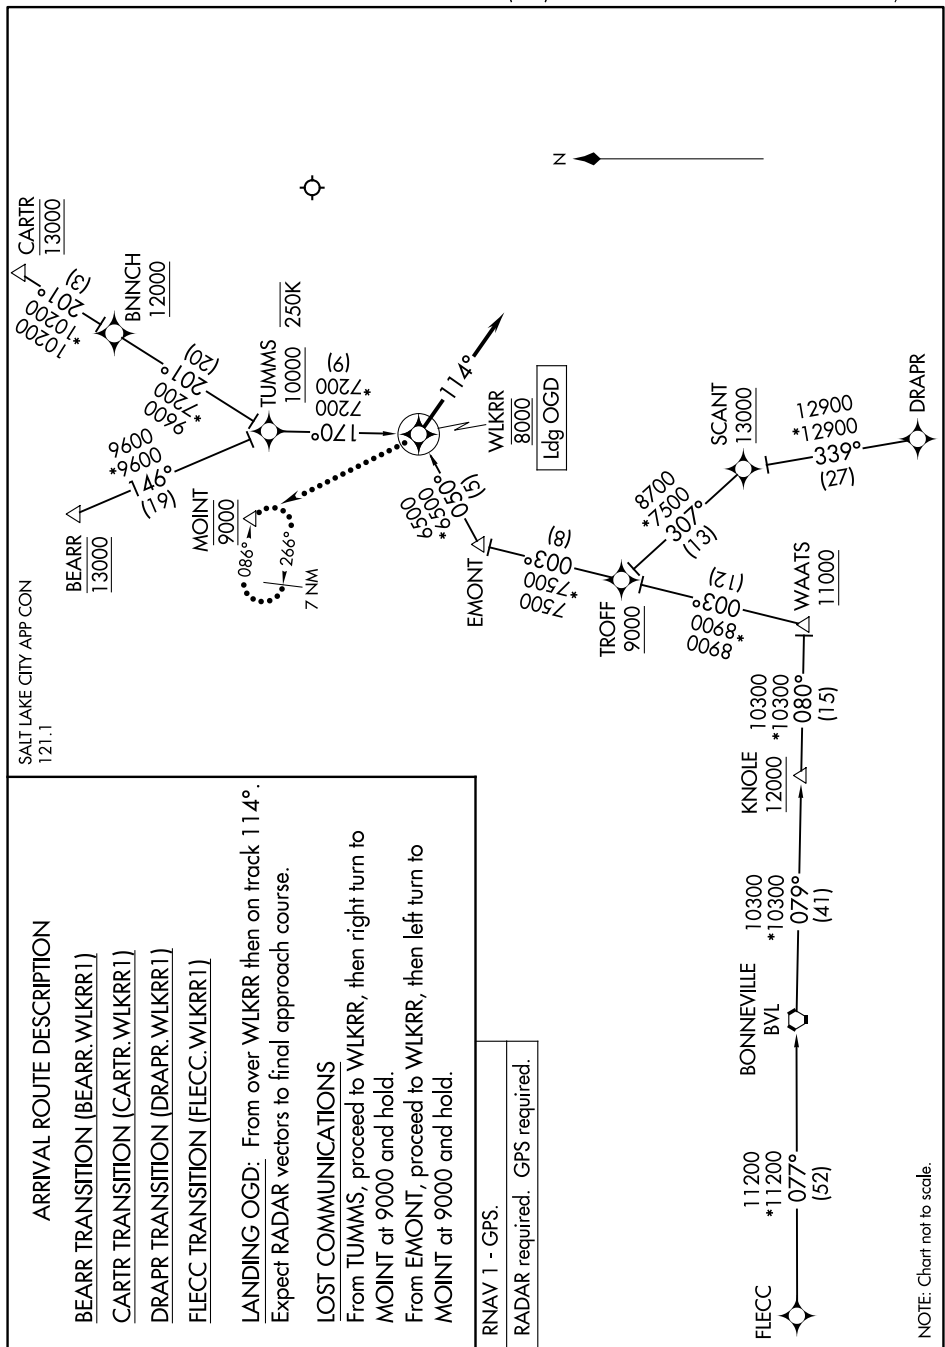 ARRIVAL ROUTE DESCRIPTION
BEARR TRANSITION (BEARR.WLKRR1)
CARTR TRANSITION (CARTR.WLKRR1)
DRAPR TRANSITION (DRAPR.WLKRR1)
FLECC TRANSITION (FLECC.WLKRR1)
LANDING OGD: From over WLKRR then on track 114°.
Expect RADAR vectors to final approach course.
LOST COMMUNICATIONS
From TUMMS, proceed to WLKRR, then right turn to
MOINT at 9000 and hold.
From EMONT, proceed to WLKRR, then left turn to
MOINT at 9000 and hold.
RNAV 1 - GPS.
RADAR required. GPS required.
SALT LAKE CITY APP CON
121.1
CARTR
13000
10200
*10200
201°
(3)
BNNCH
12000
9600
*7200
201°
(20)
BEARR
13000
9600
*9600
146°
(19)
TUMMS
10000
250K
7200
*7200
170°
(9)
MOINT
9000
086°
266°
7 NM
114°
WLKRR
8000
Ldg OGD
6500
*6500
050°
(5)
EMONT
7500
*7500
003°
(8)
TROFF
9000
8700
*7500
307°
(13)
SCANT
13000
12900
*12900
339°
(27)
DRAPR
8900
*8900
003°
(12)
WAATS
11000
10300
*10300
080°
(15)
KNOLE
12000
10300
*10300
079°
(41)
BONNEVILLE
BVL
11200
*11200
077°
(52)
FLECC
N
NOTE: Chart not to scale.